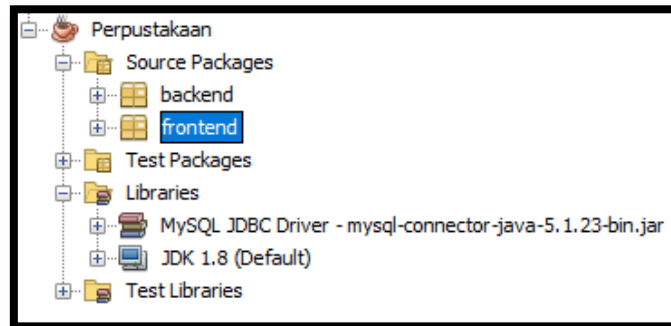 Perpustakaan
Source Packages
backend
frontend
Test Packages
Libraries
MySQL JDBC Driver - mysql-connector-java-5.1.23-bin.jar
JDK 1.8 (Default)
Test Libraries